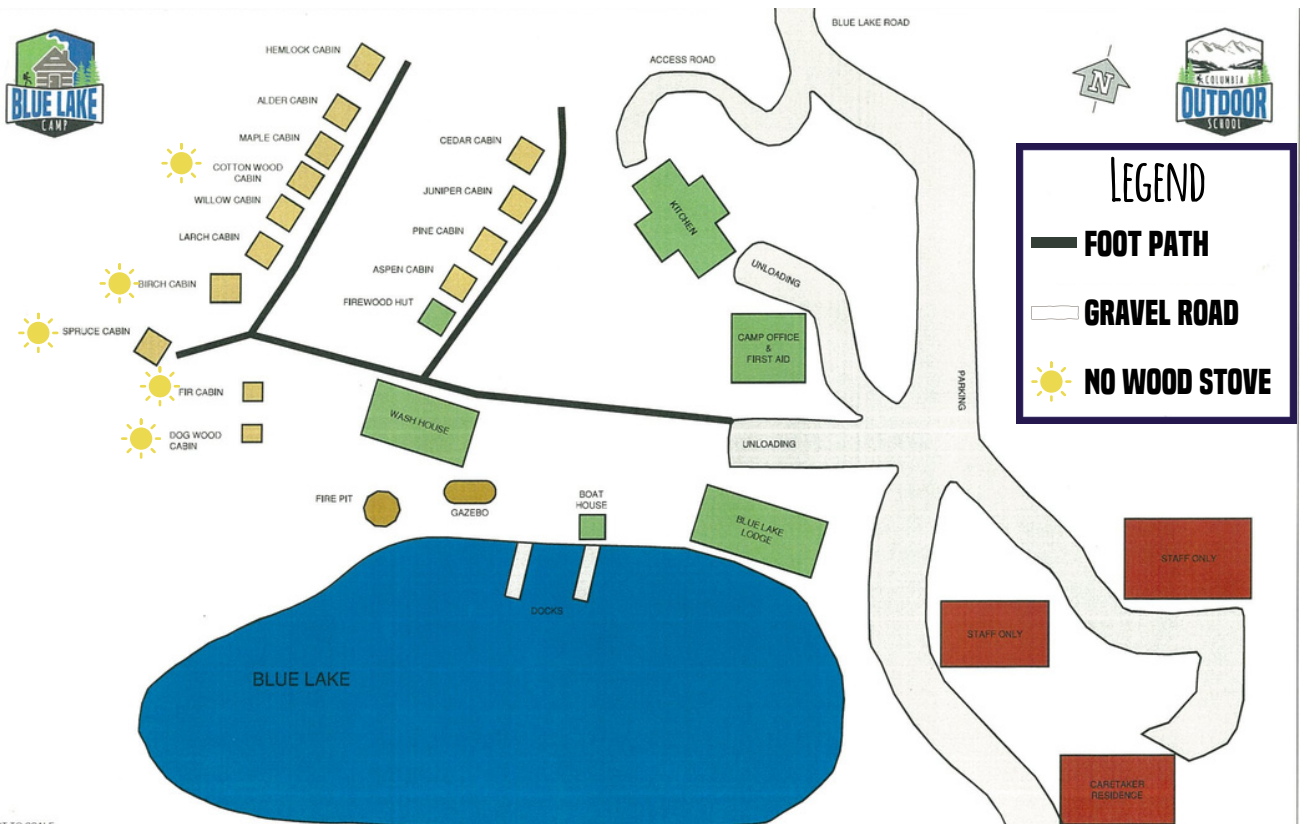 BLUE LAKE
CAMP
BLUE LAKE ROAD
ACCESS ROAD
N
COLUMBIA
OUTDOOR
SCHOOL
HEMLOCK CABIN
ALDER CABIN
MAPLE CABIN
COTTON WOOD
CABIN
WILLOW CABIN
LARCH CABIN
BIRCH CABIN
SPRUCE CABIN
FIR CABIN
DOG WOOD
CABIN
CEDAR CABIN
JUNIPER CABIN
PINE CABIN
ASPEN CABIN
FIREWOOD HUT
KITCHEN
UNLOADING
CAMP OFFICE
&
FIRST AID
PARKING
LEGEND
FOOT PATH
GRAVEL ROAD
NO WOOD STOVE
WASH HOUSE
UNLOADING
FIRE PIT
GAZEBO
BOAT
HOUSE
BLUE LAKE
LODGE
DOCKS
BLUE LAKE
STAFF ONLY
STAFF ONLY
CARETAKER
RESIDENCE